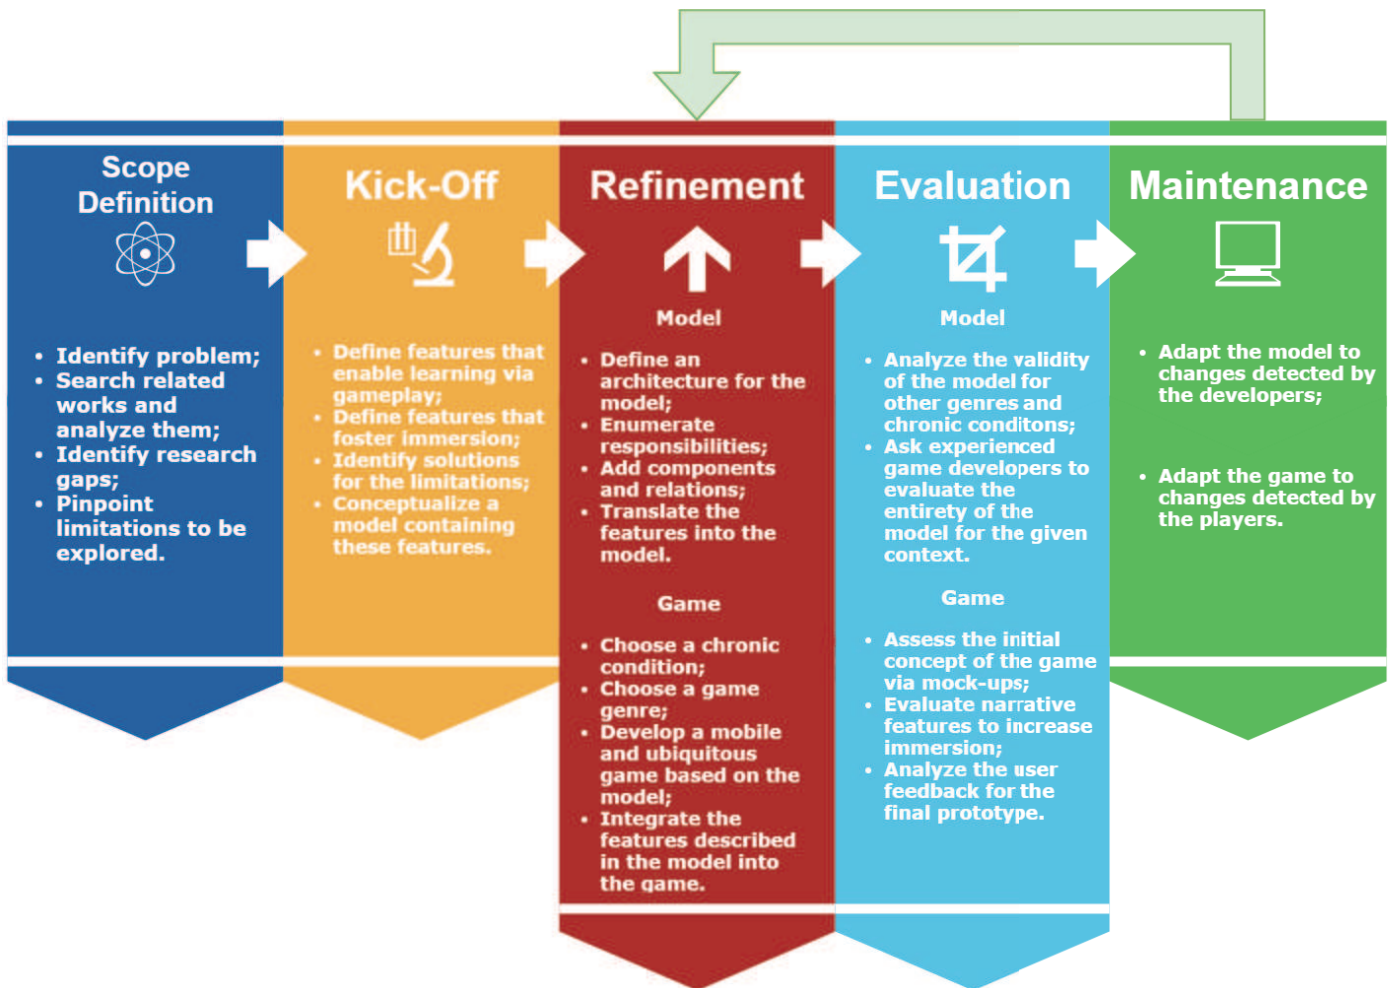 Scope
Definition
• Identify problem;
• Search related
works and
analyze them;
• Identify research
gaps;
• Pinpoint
limitations to be
explored.
Kick-Off
• Define features that
enable learning via
gameplay;
• Define features that
foster immersion;
• Identify solutions
for the limitations;
• Conceptualize a
model containing
these features.
Refinement
Model
• Define an
architecture for the
model;
• Enumerate
responsibilities;
• Add components
and relations;
• Translate the
features into the
model.
Game
• Choose a chronic
condition;
• Choose a game
genre;
• Develop a mobile
and ubiquitous
game based on the
model;
• Integrate the
features described
in the model into
the game.
Evaluation
Model
• Analyze the validity
of the model for
other genres and
chronic conditons;
• Ask experienced
game developers to
evaluate the
entirety of the
model for the given
context.
Game
• Assess the initial
concept of the game
via mock-ups;
• Evaluate narrative
features to increase
immersion;
• Analyze the user
feedback for the
final prototype.
Maintenance
• Adapt the model to
changes detected by
the developers;
• Adapt the game to
changes detected by
the players.